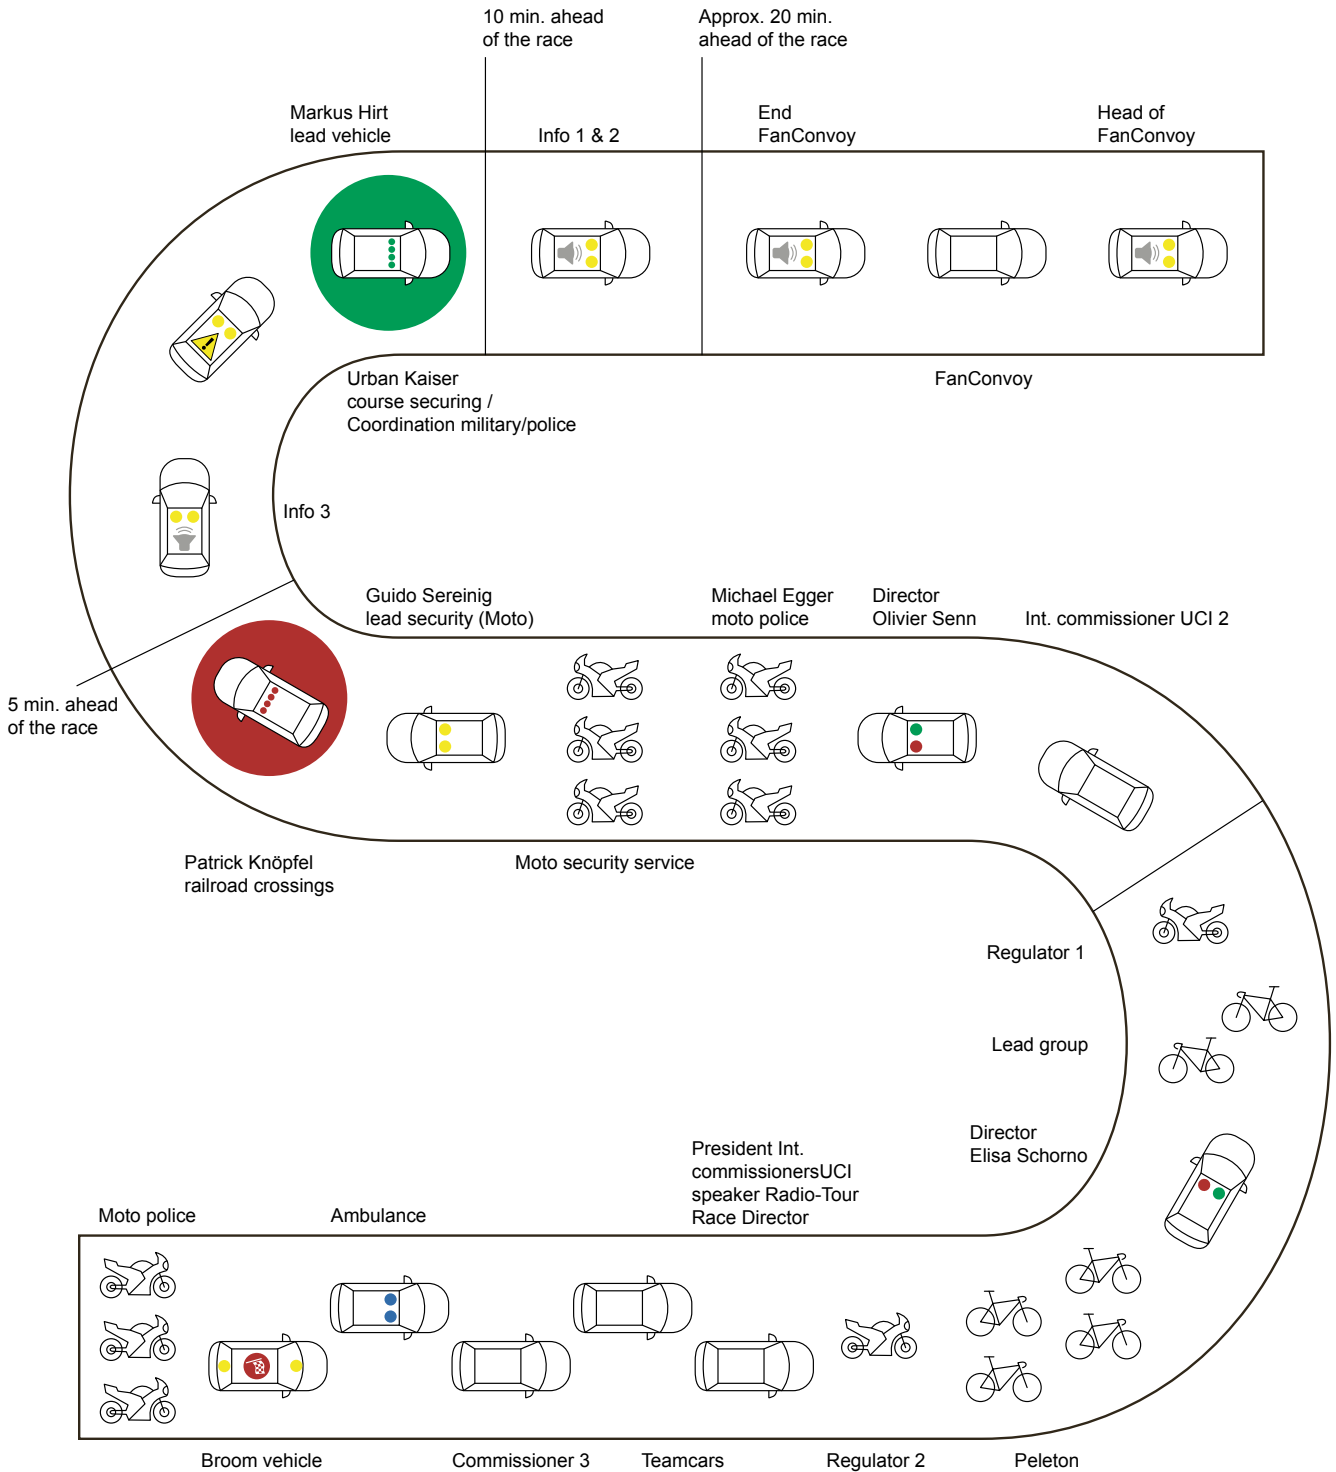 10 min. ahead
of the race
Approx. 20 min.
ahead of the race
Markus Hirt
lead vehicle
Info 1 & 2
End
FanConvoy
Head of
FanConvoy
Urban Kaiser
course securing /
Coordination military/police
FanConvoy
Info 3
Guido Sereinig
lead security (Moto)
Michael Egger
moto police
Director
Olivier Senn
Int. commissioner UCI 2
5 min. ahead
of the race
Patrick Knöpfel
railroad crossings
Moto security service
Regulator 1
Lead group
Director
Elisa Schorno
President Int.
commissionersUCI
speaker Radio-Tour
Race Director
Moto police
Ambulance
Broom vehicle
Commissioner 3
Teamcars
Regulator 2
Peleton